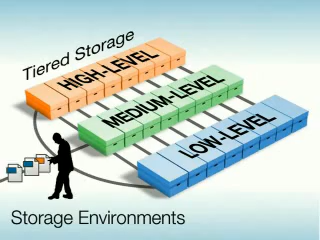 Tiered Storage
HIGH-LEVEL
MEDIUM-LEVEL
LOW-LEVEL
Storage Environments